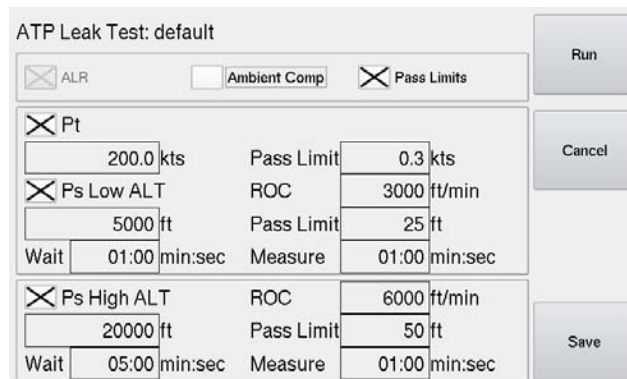 ATP Leak Test: default
Run
ALR Ambient Comp Pass Limits
Pt
Cancel
200.0 kts Pass Limit 0.3 kts
Ps Low ALT ROC 3000 ft/min
5000 ft Pass Limit 25 ft
Wait 01:00 min:sec Measure 01:00 min:sec
Ps High ALT ROC 6000 ft/min
20000 ft Pass Limit 50 ft
Save
Wait 05:00 min:sec Measure 01:00 min:sec